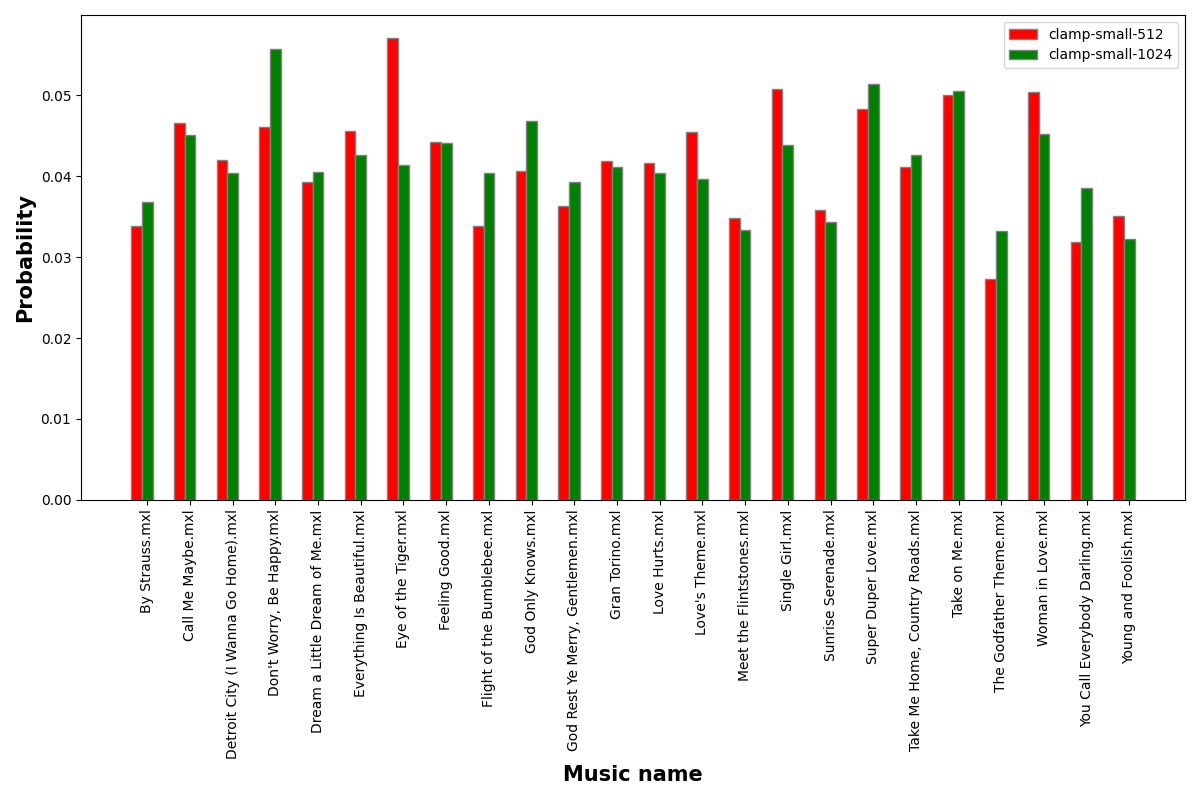 clamp-small-512
clamp-small-1024
Probability
0.05
0.04
0.03
0.02
0.01
0.00
By Strauss.mxl
Call Me Maybe.mxl
Detroit City (I Wanna Go Home).mxl
Don't Worry, Be Happy.mxl
Dream a Little Dream of Me.mxl
Everything Is Beautiful.mxl
Eye of the Tiger.mxl
Feeling Good.mxl
Flight of the Bumblebee.mxl
God Only Knows.mxl
God Rest Ye Merry, Gentlemen.mxl
Gran Torino.mxl
Love Hurts.mxl
Love's Theme.mxl
Meet the Flintstones.mxl
Single Girl.mxl
Sunrise Serenade.mxl
Super Duper Love.mxl
Take Me Home, Country Roads.mxl
Take on Me.mxl
The Godfather Theme.mxl
Woman in Love.mxl
You Call Everybody Darling.mxl
Young and Foolish.mxl
Music name